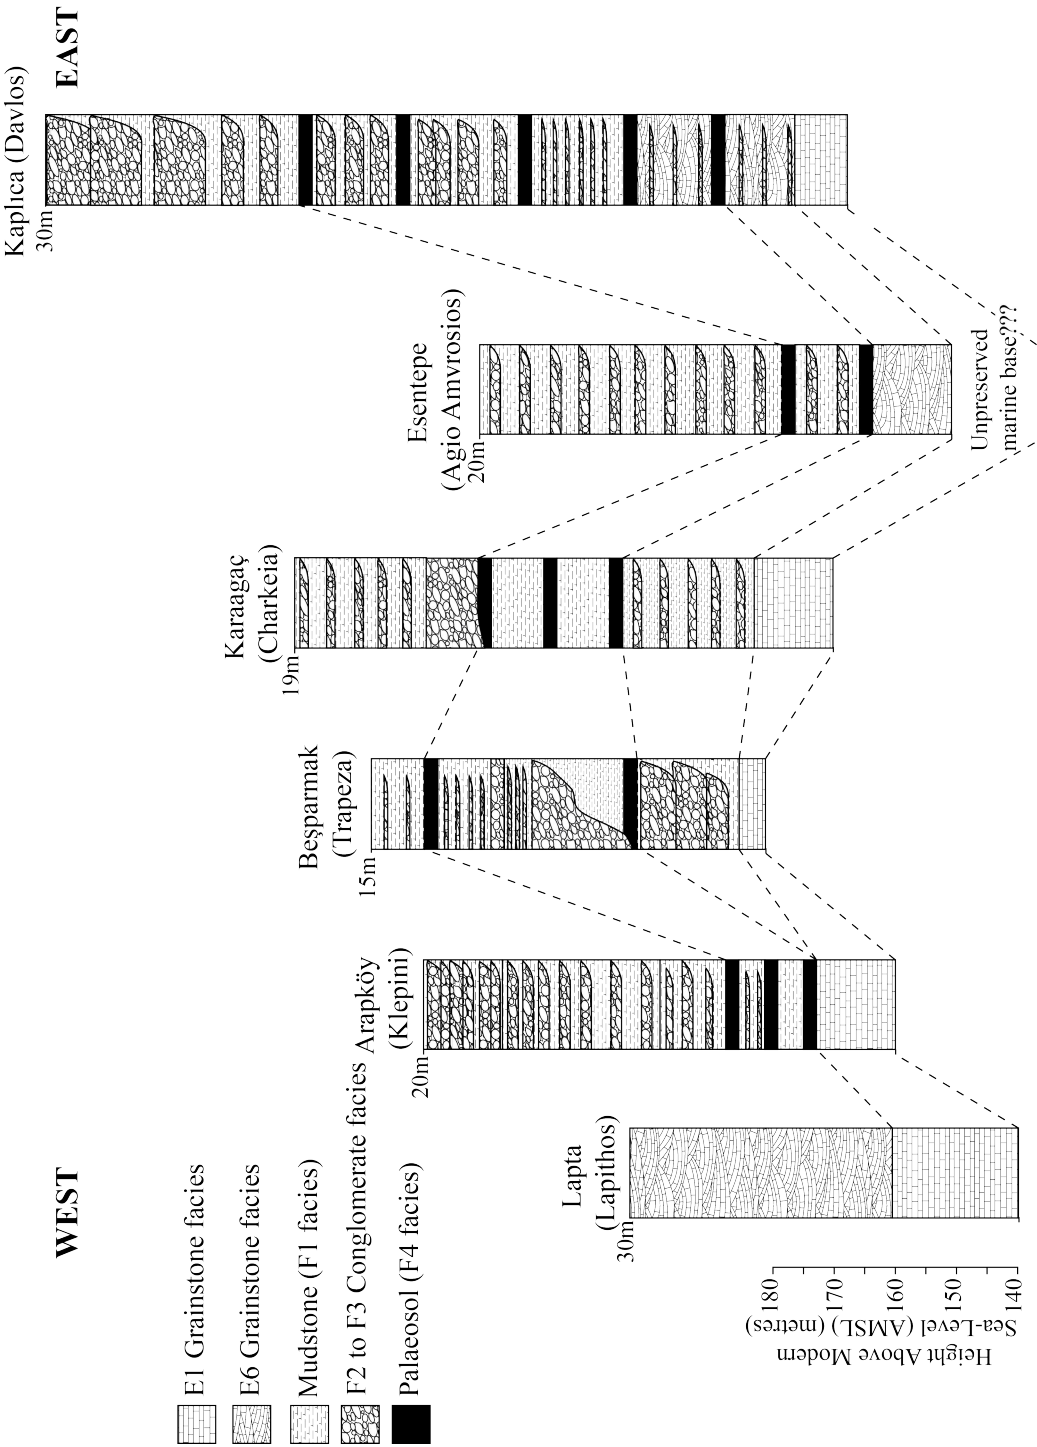 WEST
EAST
E1 Grainstone facies
E6 Grainstone facies
Mudstone (F1 facies)
F2 to F3 Conglomerate facies
Palaeosol (F4 facies)
Height Above Modern
Sea-Level (AMSL) (metres)
180
170
160
150
140
Lapta
(Lapithos)
30m
Arapköy
(Klepini)
20m
Beşparmak
(Trapeza)
15m
Karaagaç
(Charkeia)
19m
Esentepe
(Agio Amvrosios)
20m
Unpreserved
marine base???
Kaplıca (Davlos)
30m